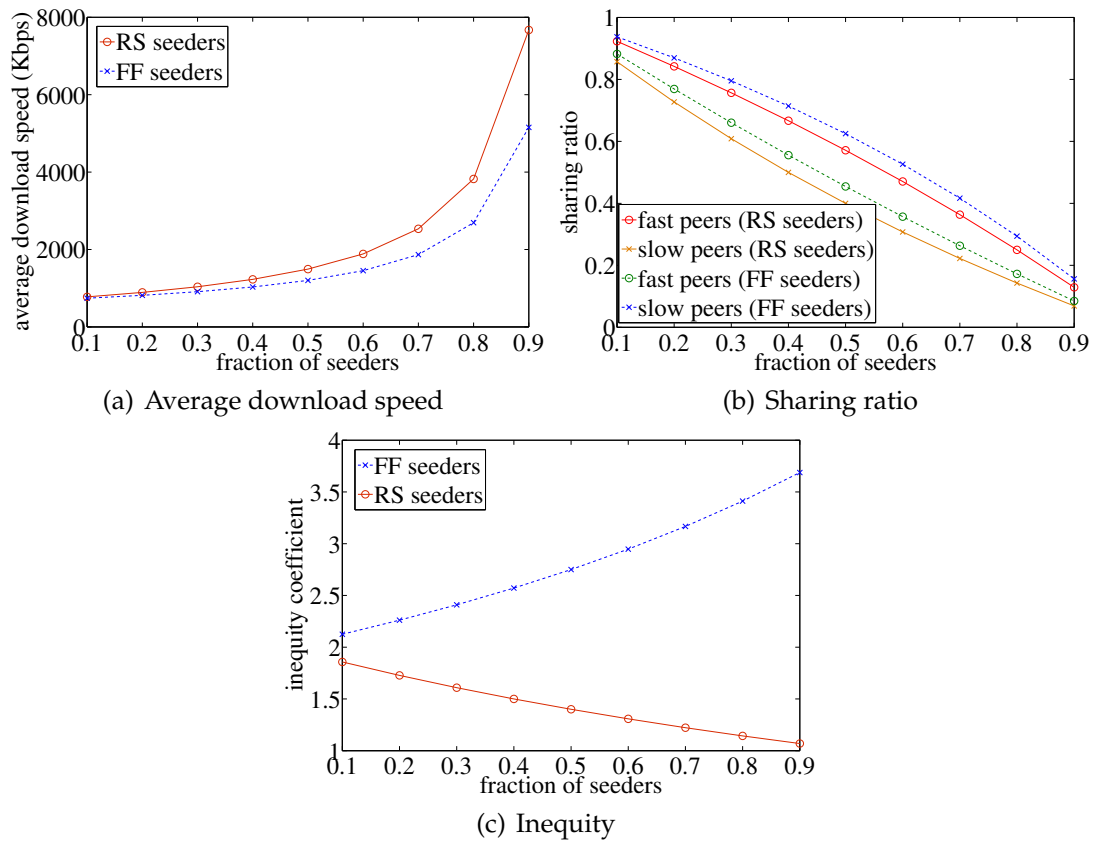 8000
6000
4000
2000
0
average download speed (Kbps)
RS seeders
FF seeders
0.1 0.2 0.3 0.4 0.5 0.6 0.7 0.8 0.9
fraction of seeders
(a) Average download speed
1
0.8
0.6
0.4
0.2
0
sharing ratio
fast peers (RS seeders)
slow peers (RS seeders)
fast peers (FF seeders)
slow peers (FF seeders)
0.1 0.2 0.3 0.4 0.5 0.6 0.7 0.8 0.9
fraction of seeders
(b) Sharing ratio
4
3.5
3
2.5
2
1.5
1
inequity coefficient
FF seeders
RS seeders
0.1 0.2 0.3 0.4 0.5 0.6 0.7 0.8 0.9
fraction of seeders
(c) Inequity